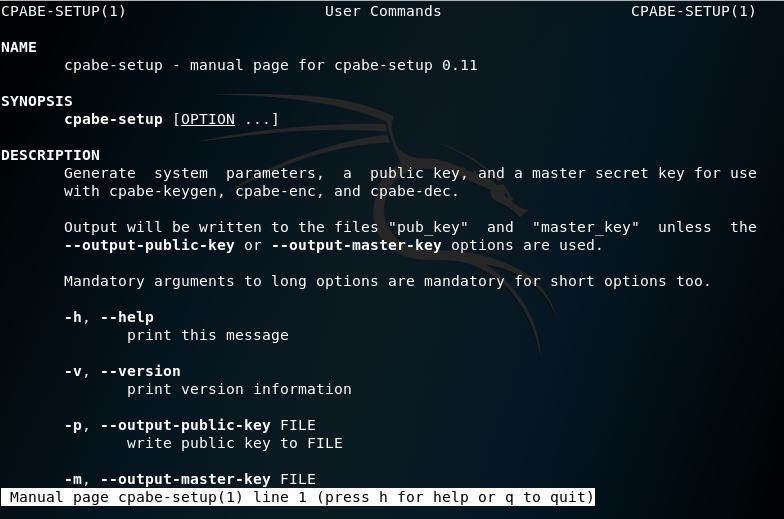 CPABE-SETUP(1) User Commands CPABE-SETUP(1)
NAME
cpabe-setup - manual page for cpabe-setup 0.11
SYNOPSIS
cpabe-setup [OPTION ...]
DESCRIPTION
Generate system parameters, a public key, and a master secret key for use
with cpabe-keygen, cpabe-enc, and cpabe-dec.
Output will be written to the files "pub_key" and "master_key" unless the
--output-public-key or --output-master-key options are used.
Mandatory arguments to long options are mandatory for short options too.
-h, --help
print this message
-v, --version
print version information
-p, --output-public-key FILE
write public key to FILE
-m, --output-master-key FILE
Manual page cpabe-setup(1) line 1 (press h for help or q to quit)